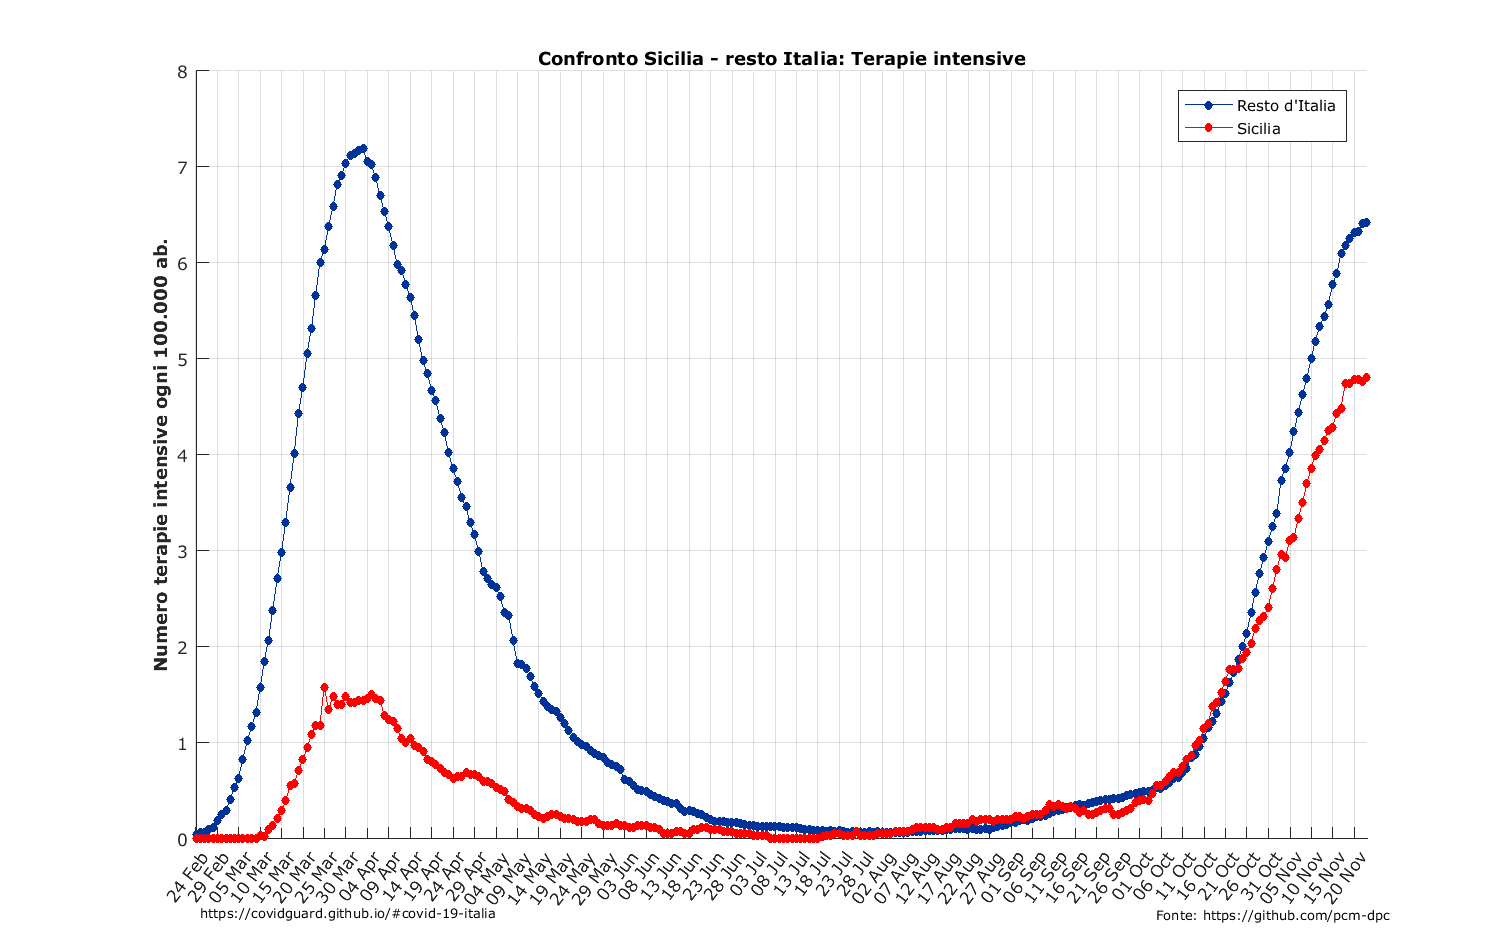 Confronto Sicilia - resto Italia: Terapie intensive
Resto d'Italia
Sicilia
Numero terapie intensive ogni 100.000 ab.
8
7
6
5
4
3
2
1
0
24 Feb
29 Feb
05 Mar
10 Mar
15 Mar
20 Mar
25 Mar
30 Mar
04 Apr
09 Apr
14 Apr
19 Apr
24 Apr
29 Apr
04 May
09 May
14 May
19 May
24 May
29 May
03 Jun
08 Jun
13 Jun
18 Jun
23 Jun
28 Jun
03 Jul
08 Jul
13 Jul
18 Jul
23 Jul
28 Jul
02 Aug
07 Aug
12 Aug
17 Aug
22 Aug
27 Aug
01 Sep
06 Sep
11 Sep
16 Sep
21 Sep
26 Sep
01 Oct
06 Oct
11 Oct
16 Oct
21 Oct
26 Oct
31 Oct
05 Nov
10 Nov
15 Nov
20 Nov
https://covidguard.github.io/#covid-19-italia
Fonte: https://github.com/pcm-dpc